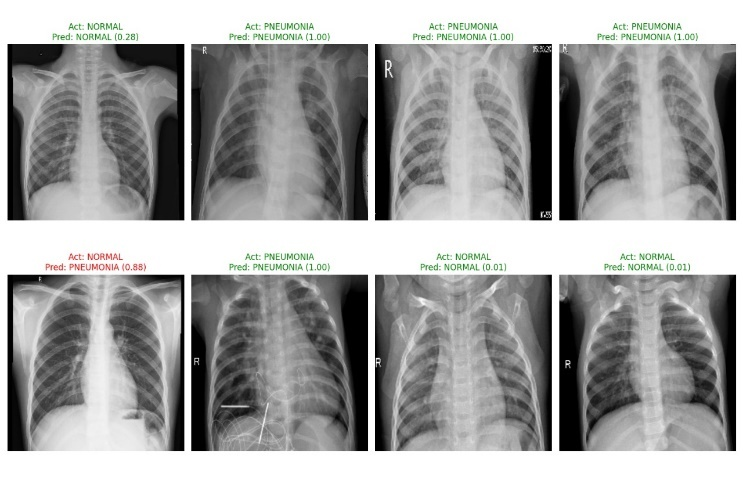 Act: NORMAL
Pred: NORMAL (0.28)
Act: PNEUMONIA
Pred: PNEUMONIA (1.00)
Act: PNEUMONIA
Pred: PNEUMONIA (1.00)
Act: PNEUMONIA
Pred: PNEUMONIA (1.00)
R
R
R
Act: NORMAL
Pred: PNEUMONIA (0.88)
Act: PNEUMONIA
Pred: PNEUMONIA (1.00)
Act: NORMAL
Pred: NORMAL (0.01)
Act: NORMAL
Pred: NORMAL (0.01)
R
R
R